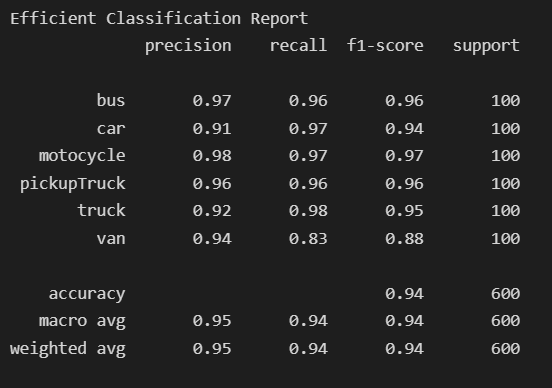 Efficient Classification Report
precision recall f1-score support
bus 0.97 0.96 0.96 100
car 0.91 0.97 0.94 100
motocycle 0.98 0.97 0.97 100
pickupTruck 0.96 0.96 0.96 100
truck 0.92 0.98 0.95 100
van 0.94 0.83 0.88 100
accuracy 0.94 600
macro avg 0.95 0.94 0.94 600
weighted avg 0.95 0.94 0.94 600